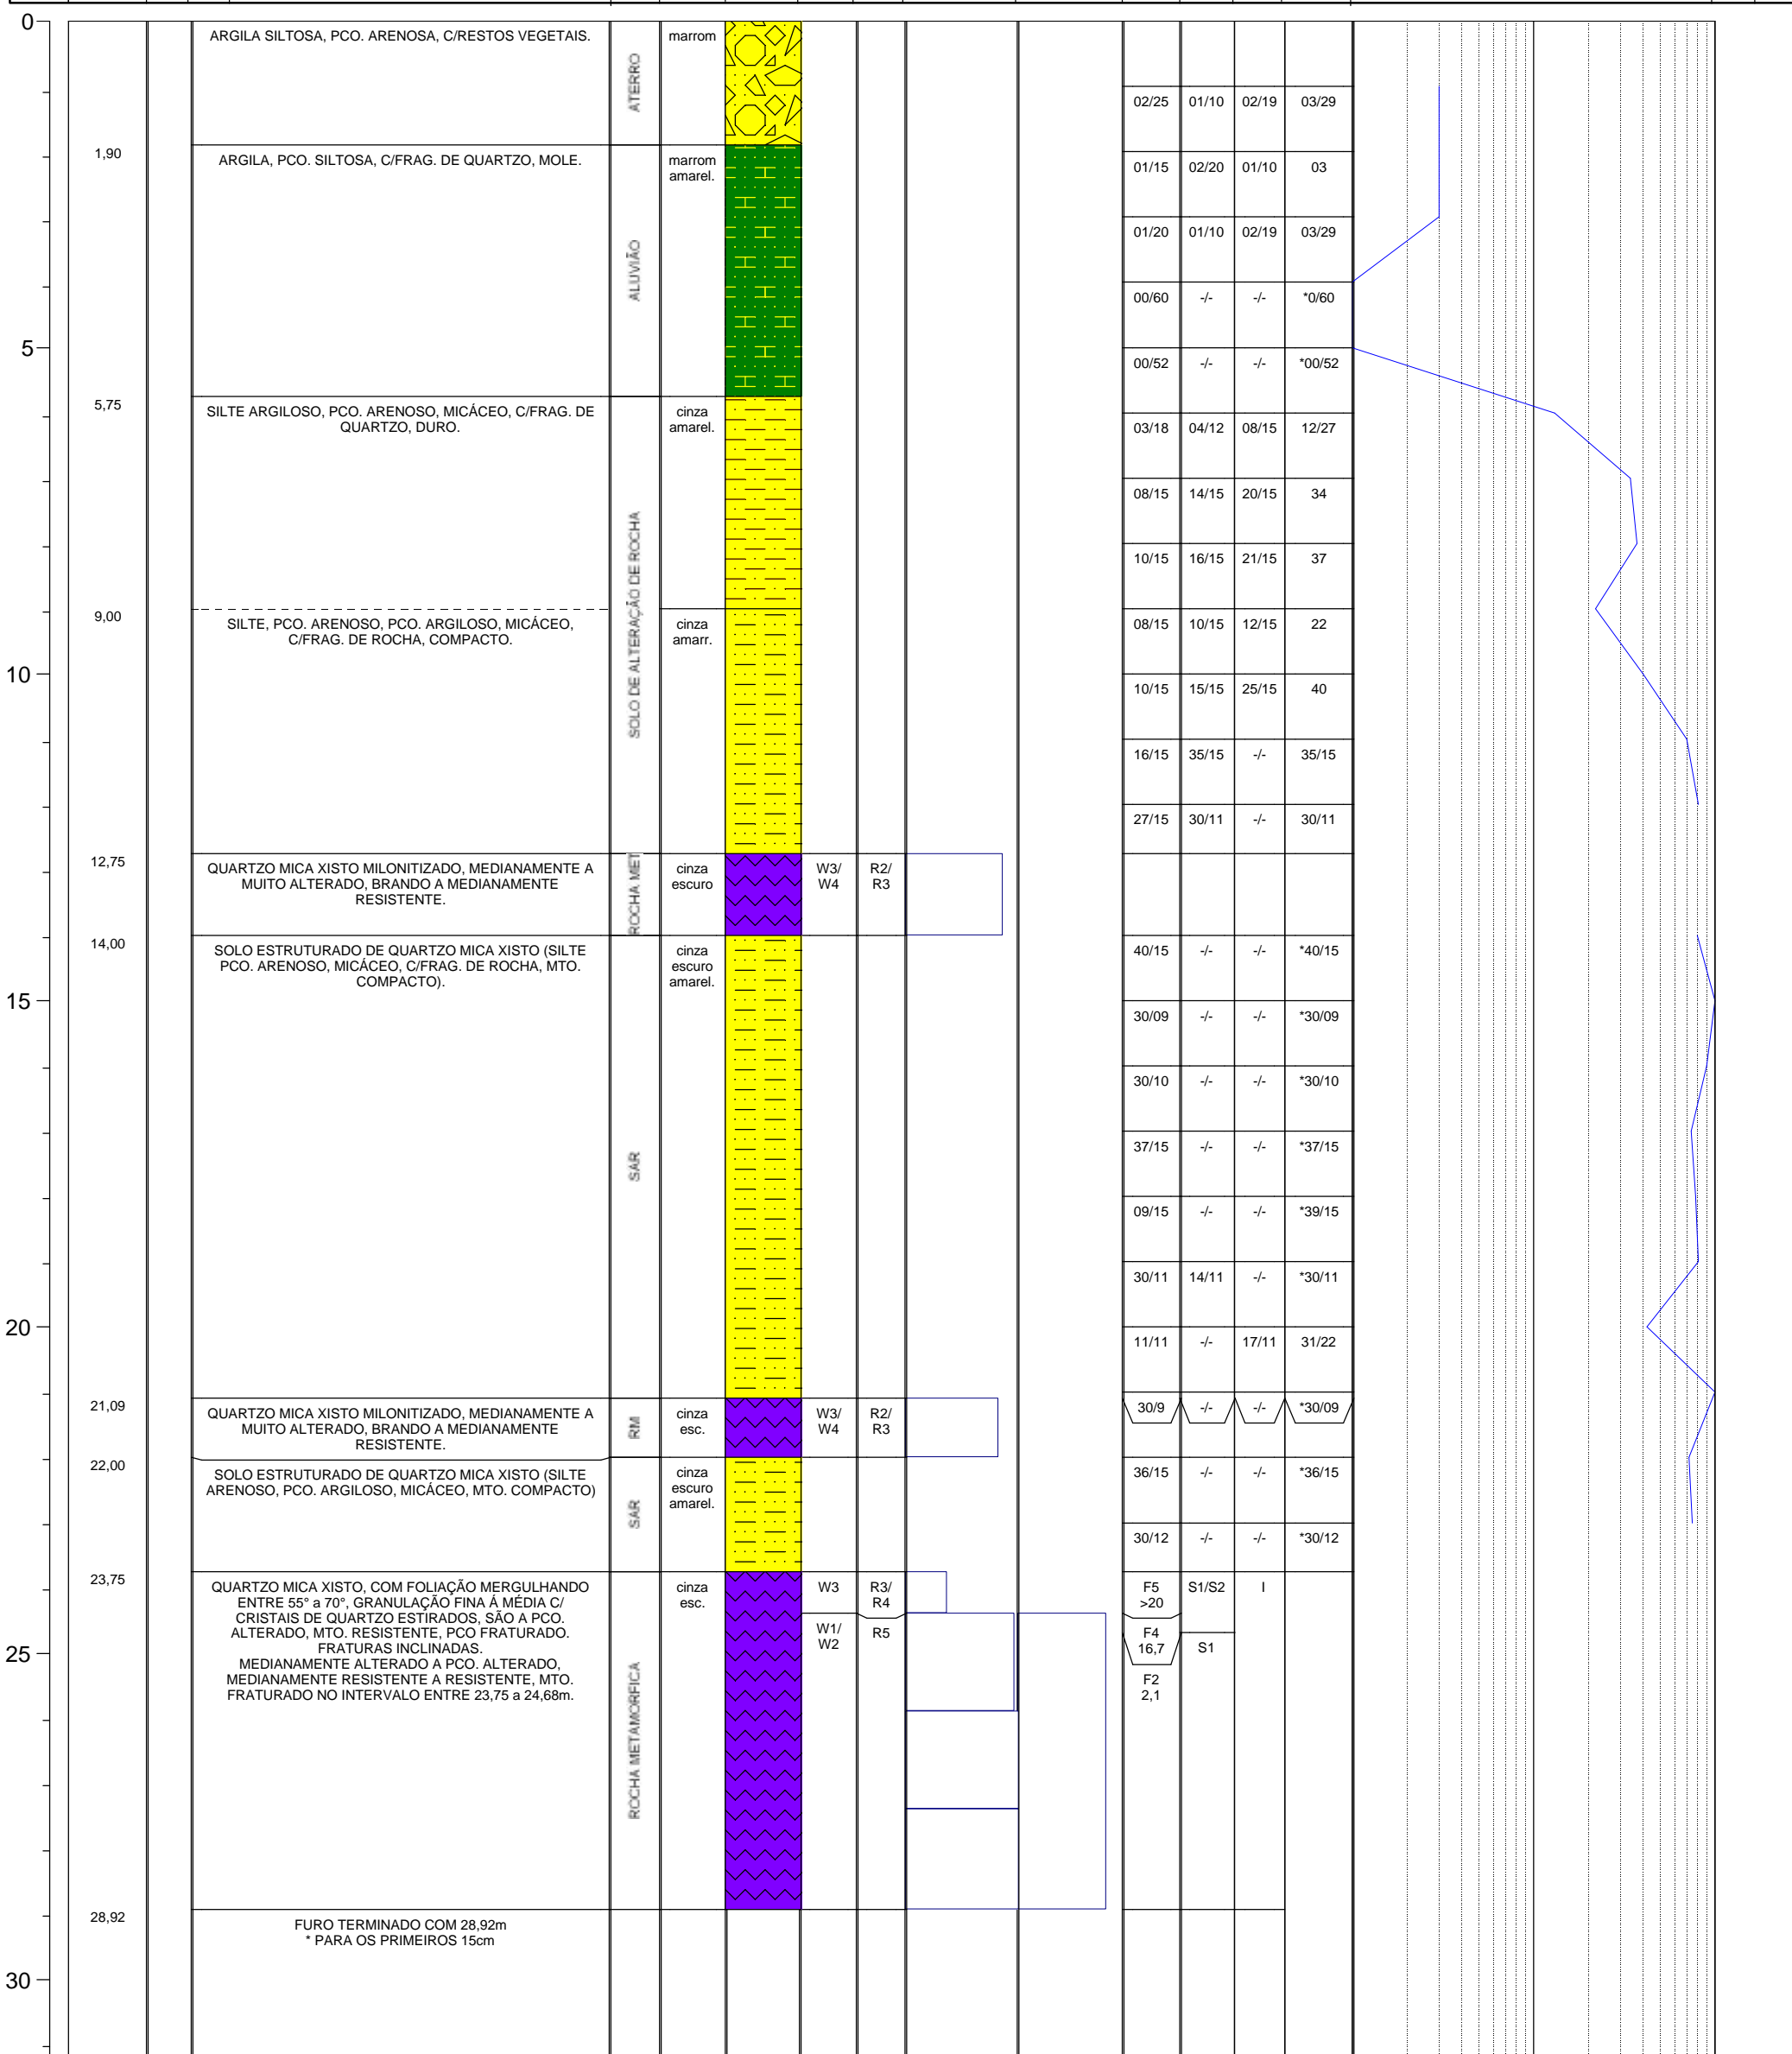 0
ARGILA SILTOSA, PCO. ARENOSA, C/RESTOS VEGETAIS.
ATERRO
marrom
02/25 01/10 02/19 03/29
1,90
ARGILA, PCO. SILTOSA, C/FRAG. DE QUARTZO, MOLE.
ALUVIÃO
marrom
amarel.
01/15 02/20 01/10 03
01/20 01/10 02/19 03/29
00/60 -/- -/- *0/60
5
00/52 -/- -/- *00/52
5,75
SILTE ARGILOSO, PCO. ARENOSO, MICÁCEO, C/FRAG. DE
QUARTZO, DURO.
SOLO DE ALTERAÇÃO DE ROCHA
cinza
amarel.
03/18 04/12 08/15 12/27
08/15 14/15 20/15 34
10/15 16/15 21/15 37
9,00
SILTE, PCO. ARENOSO, PCO. ARGILOSO, MICÁCEO,
C/FRAG. DE ROCHA, COMPACTO.
cinza
amarr.
08/15 10/15 12/15 22
10
10/15 15/15 25/15 40
16/15 35/15 -/- 35/15
27/15 30/11 -/- 30/11
12,75
QUARTZO MICA XISTO MILONITIZADO, MEDIANAMENTE A
MUITO ALTERADO, BRANDO A MEDIANAMENTE
RESISTENTE.
ROCHA MET
cinza
escuro
W3/
W4
R2/
R3
14,00
SOLO ESTRUTURADO DE QUARTZO MICA XISTO (SILTE
PCO. ARENOSO, MICÁCEO, C/FRAG. DE ROCHA, MTO.
COMPACTO).
SAR
cinza
escuro
amarel.
40/15 -/- -/- *40/15
15
30/09 -/- -/- *30/09
30/10 -/- -/- *30/10
37/15 -/- -/- *37/15
09/15 -/- -/- *39/15
30/11 14/11 -/- *30/11
20
11/11 -/- 17/11 31/22
21,09
QUARTZO MICA XISTO MILONITIZADO, MEDIANAMENTE A
MUITO ALTERADO, BRANDO A MEDIANAMENTE
RESISTENTE.
RM
cinza
esc.
W3/
W4
R2/
R3
30/9 -/- -/- *30/09
22,00
SOLO ESTRUTURADO DE QUARTZO MICA XISTO (SILTE
ARENOSO, PCO. ARGILOSO, MICÁCEO, MTO. COMPACTO)
SAR
cinza
escuro
amarel.
36/15 -/- -/- *36/15
30/12 -/- -/- *30/12
23,75
QUARTZO MICA XISTO, COM FOLIAÇÃO MERGULHANDO
ENTRE 55° a 70°, GRANULAÇÃO FINA Á MÉDIA C/
CRISTAIS DE QUARTZO ESTIRADOS, SÃO A PCO.
ALTERADO, MTO. RESISTENTE, PCO FRATURADO.
FRATURAS INCLINADAS.
MEDIANAMENTE ALTERADO A PCO. ALTERADO,
MEDIANAMENTE RESISTENTE A RESISTENTE, MTO.
FRATURADO NO INTERVALO ENTRE 23,75 a 24,68m.
ROCHA METAMORFICA
cinza
esc.
W3
R3/
R4
F5
>20
S1/S2
I
W1/
W2
R5
F4
16,7
S1
F2
2,1
25
28,92
FURO TERMINADO COM 28,92m
* PARA OS PRIMEIROS 15cm
30